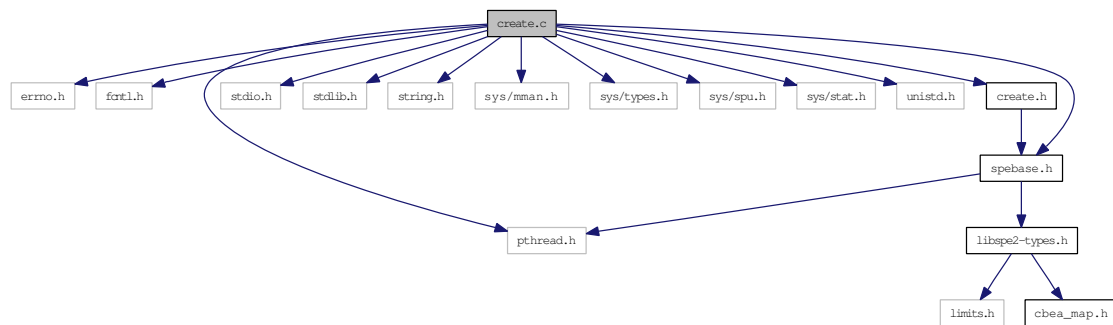 create.c
errno.h
fcntl.h
stdio.h
stdlib.h
string.h
sys/mman.h
sys/types.h
sys/spu.h
sys/stat.h
unistd.h
create.h
spebase.h
pthread.h
libspe2-types.h
limits.h
cbea_map.h